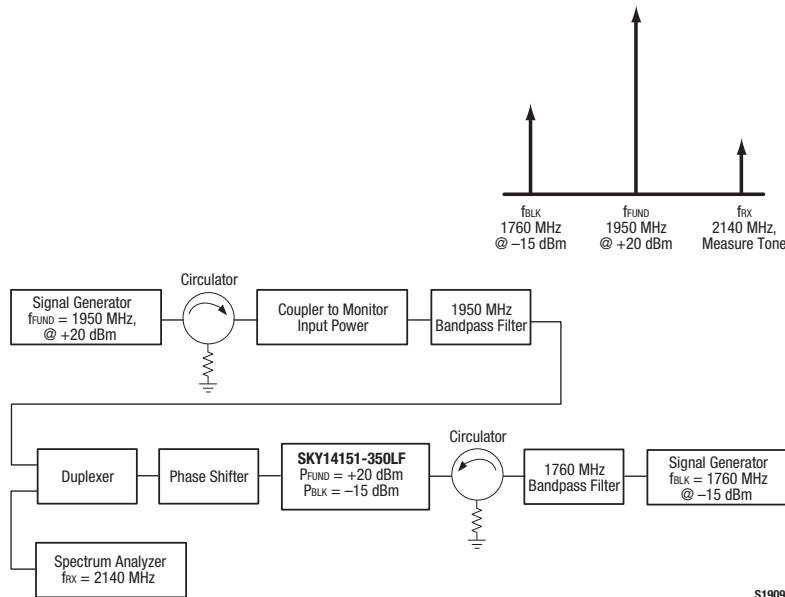 fBLK
1760 MHz
@ –15 dBm
fFUND
1950 MHz
@ +20 dBm
fRX
2140 MHz,
Measure Tone
Signal Generator
fFUND = 1950 MHz,
@ +20 dBm
Circulator
Coupler to Monitor
Input Power
1950 MHz
Bandpass Filter
Duplexer
Phase Shifter
SKY14151-350LF
PFUND = +20 dBm
PBLK = –15 dBm
Circulator
1760 MHz
Bandpass Filter
Signal Generator
fBLK = 1760 MHz
@ –15 dBm
Spectrum Analyzer
fRX = 2140 MHz
S1909